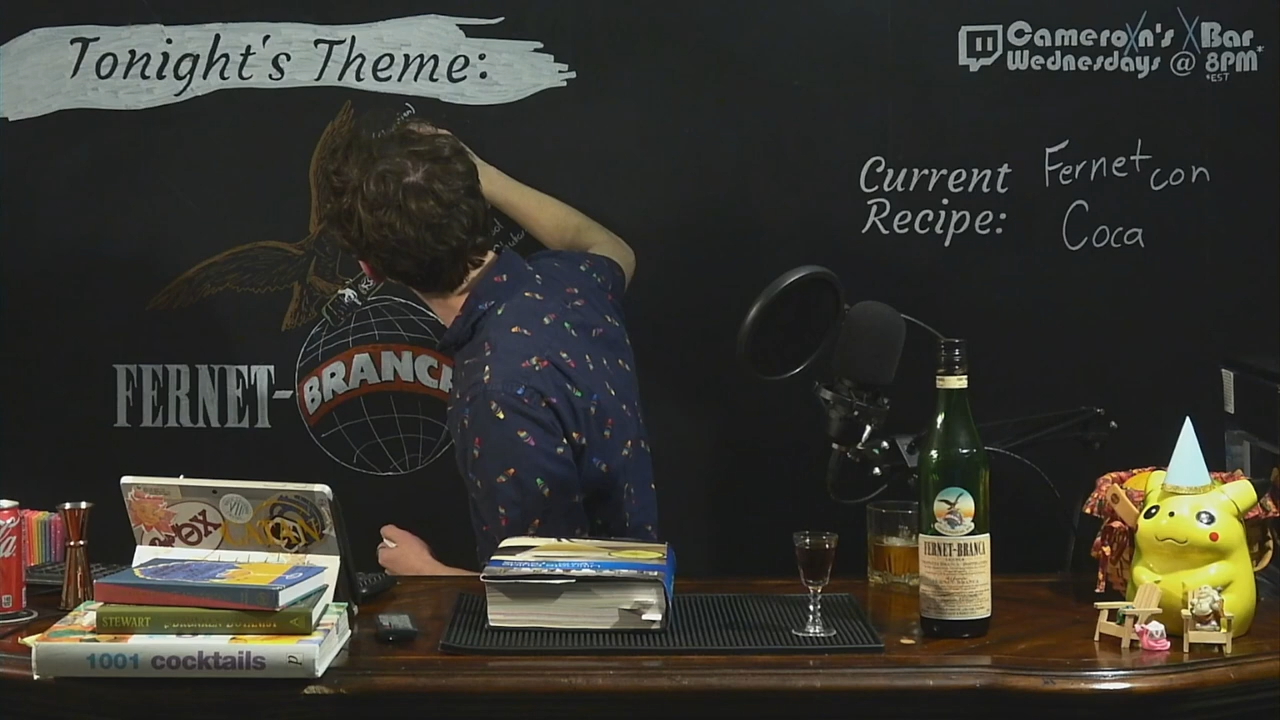 Tonight's Theme:
Cameron's Bar
Wednesdays @ 8PM*
*EST
Current
Recipe:
Fernet con
Coca
FERNET-BRANCA
FERNET-BRANCA
STEWART
1001 cocktails